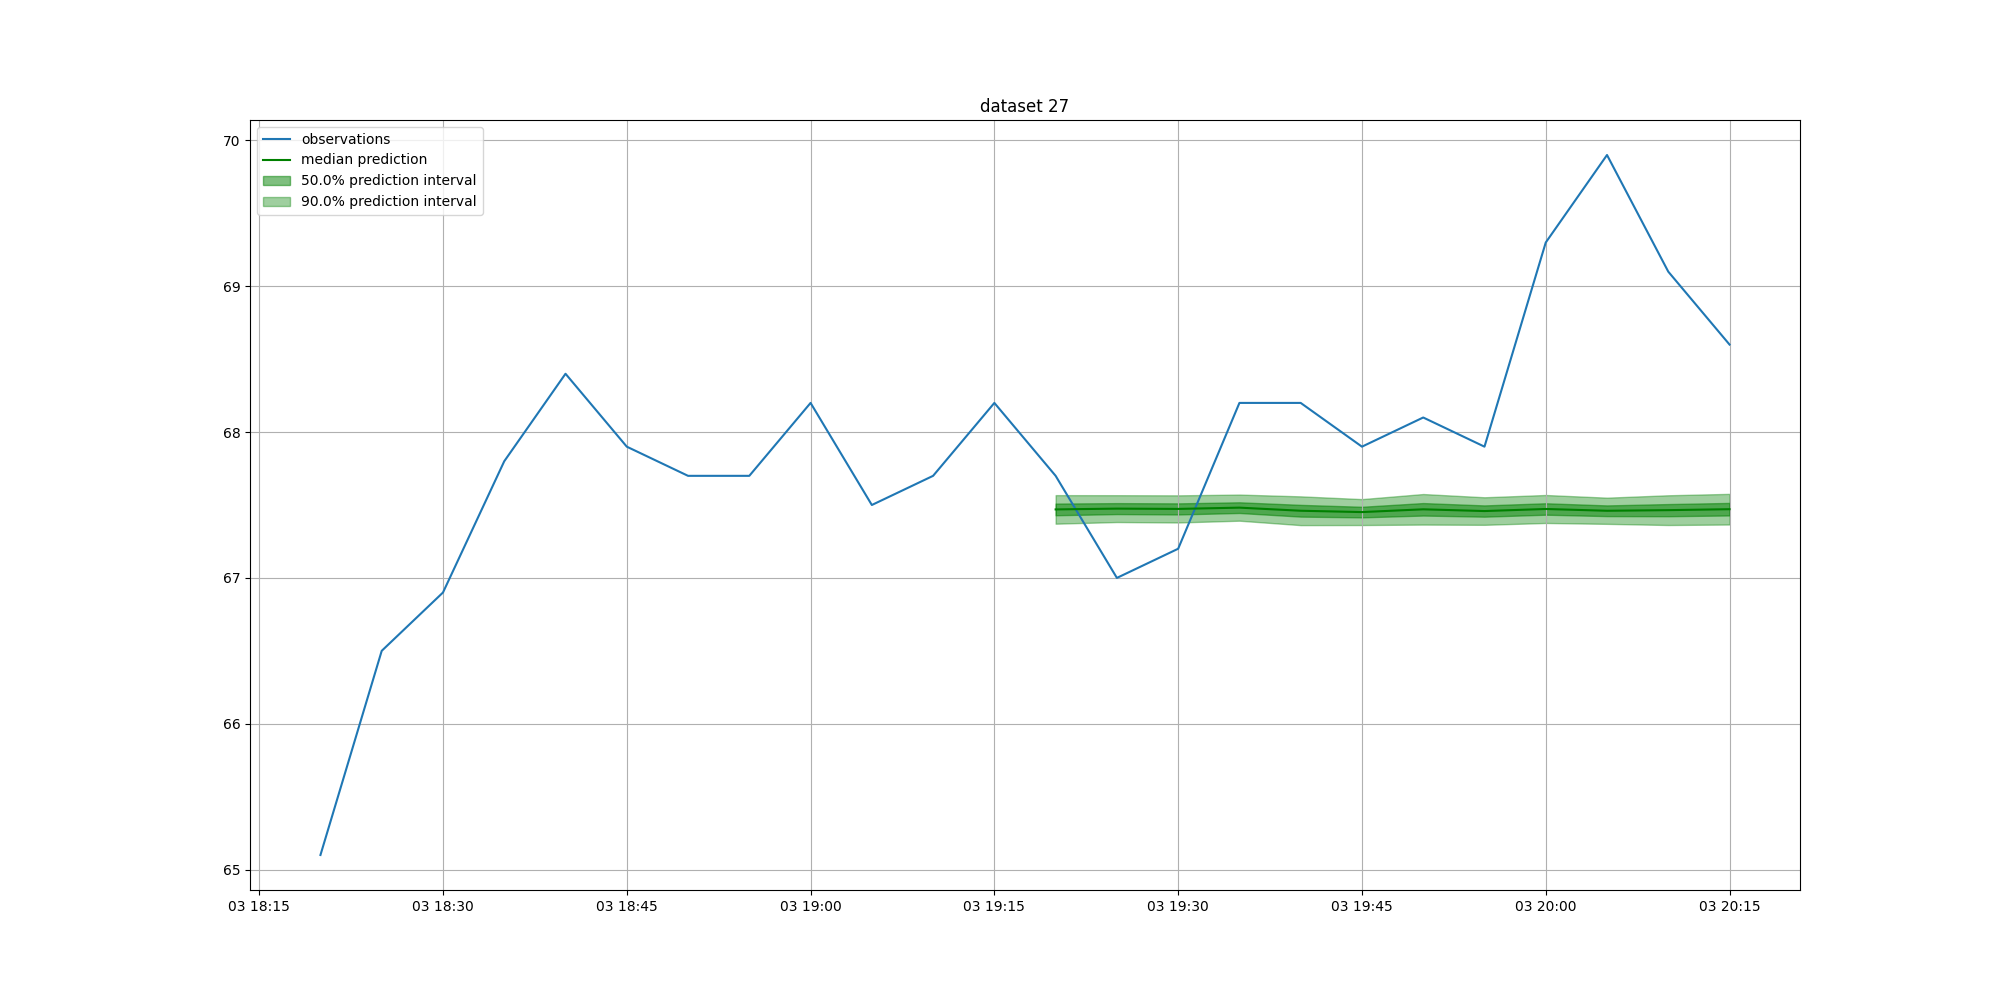 dataset 27
observations
median prediction
50.0% prediction interval
90.0% prediction interval
70
69
68
67
66
65
03 18:15 03 18:30 03 18:45 03 19:00 03 19:15 03 19:30 03 19:45 03 20:00 03 20:15